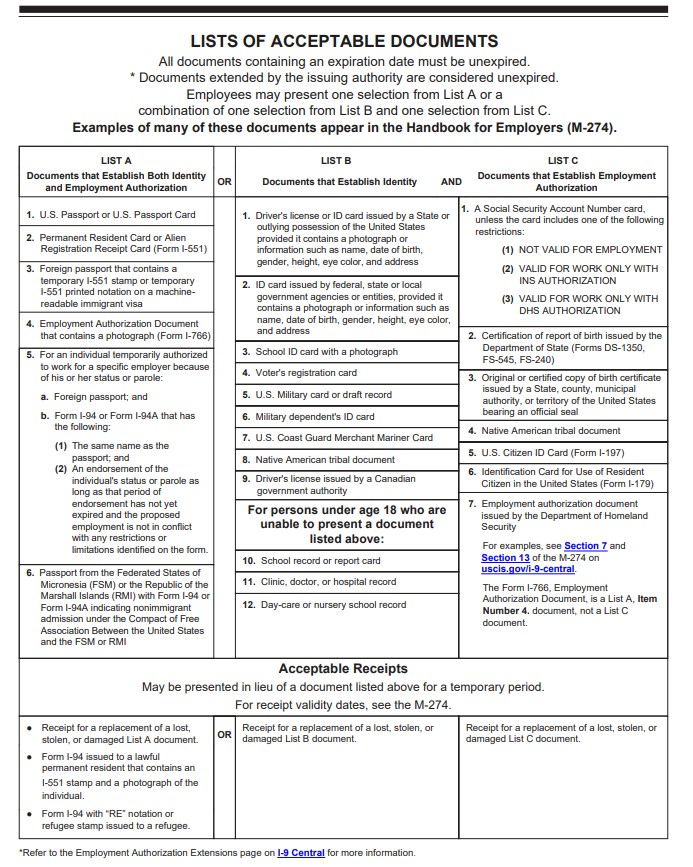 LISTS OF ACCEPTABLE DOCUMENTS
All documents containing an expiration date must be unexpired.
* Documents extended by the issuing authority are considered unexpired.
Employees may present one selection from List A or a
combination of one selection from List B and one selection from List C.
Examples of many of these documents appear in the Handbook for Employers (M-274).
LIST A
Documents that Establish Both Identity
and Employment Authorization
OR
LIST B
Documents that Establish Identity
AND
LIST C
Documents that Establish Employment
Authorization
1. U.S. Passport or U.S. Passport Card
2. Permanent Resident Card or Alien
Registration Receipt Card (Form I-551)
3. Foreign passport that contains a
temporary I-551 stamp or temporary
I-551 printed notation on a machine-
readable immigrant visa
4. Employment Authorization Document
that contains a photograph (Form I-766)
5. For an individual temporarily authorized
to work for a specific employer because
of his or her status or parole:
a. Foreign passport; and
b. Form I-94 or Form I-94A that has
the following:
(1) The same name as the
passport; and
(2) An endorsement of the
individual's status or parole as
long as that period of
endorsement has not yet
expired and the proposed
employment is not in conflict
with any restrictions or
limitations identified on the form.
6. Passport from the Federated States of
Micronesia (FSM) or the Republic of the
Marshall Islands (RMI) with Form I-94 or
Form I-94A indicating nonimmigrant
admission under the Compact of Free
Association Between the United States
and the FSM or RMI
1. Driver's license or ID card issued by a State or
outlying possession of the United States
provided it contains a photograph or
information such as name, date of birth,
gender, height, eye color, and address
2. ID card issued by federal, state or local
government agencies or entities, provided it
contains a photograph or information such as
name, date of birth, gender, height, eye color,
and address
3. School ID card with a photograph
4. Voter's registration card
5. U.S. Military card or draft record
6. Military dependent's ID card
7. U.S. Coast Guard Merchant Mariner Card
8. Native American tribal document
9. Driver's license issued by a Canadian
government authority
For persons under age 18 who are
unable to present a document
listed above:
10. School record or report card
11. Clinic, doctor, or hospital record
12. Day-care or nursery school record
1. A Social Security Account Number card,
unless the card includes one of the following
restrictions:
(1) NOT VALID FOR EMPLOYMENT
(2) VALID FOR WORK ONLY WITH
INS AUTHORIZATION
(3) VALID FOR WORK ONLY WITH
DHS AUTHORIZATION
2. Certification of report of birth issued by the
Department of State (Forms DS-1350,
FS-545, FS-240)
3. Original or certified copy of birth certificate
issued by a State, county, municipal
authority, or territory of the United States
bearing an official seal
4. Native American tribal document
5. U.S. Citizen ID Card (Form I-197)
6. Identification Card for Use of Resident
Citizen in the United States (Form I-179)
7. Employment authorization document
issued by the Department of Homeland
Security
For examples, see Section 7 and
Section 13 of the M-274 on
uscis.gov/i-9-central.
The Form I-766, Employment
Authorization Document, is a List A, Item
Number 4. document, not a List C
document.
Acceptable Receipts
May be presented in lieu of a document listed above for a temporary period.
For receipt validity dates, see the M-274.
● Receipt for a replacement of a lost,
stolen, or damaged List A document.
● Form I-94 issued to a lawful
permanent resident that contains an
I-551 stamp and a photograph of the
individual.
● Form I-94 with “RE” notation or
refugee stamp issued to a refugee.
OR
Receipt for a replacement of a lost, stolen, or
damaged List B document.
Receipt for a replacement of a lost, stolen, or
damaged List C document.
*Refer to the Employment Authorization Extensions page on I-9 Central for more information.